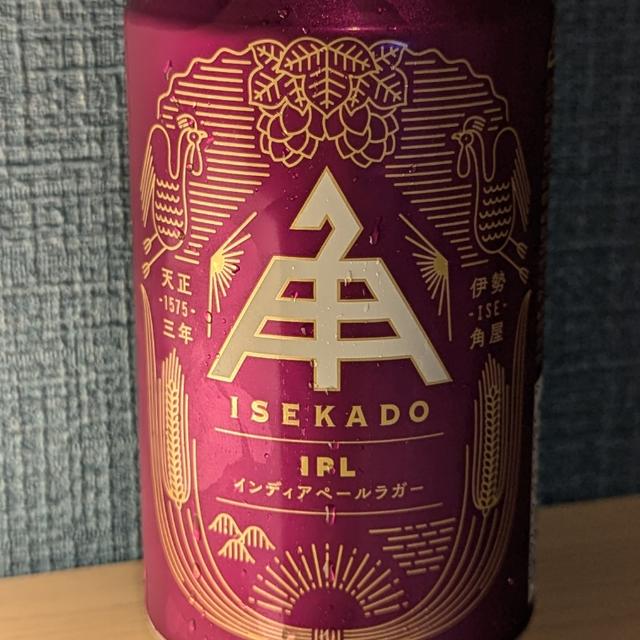 角
天正
-1575-
三年
伊勢
-ISE-
角屋
ISEKADO
IPL
インディアペールラガー